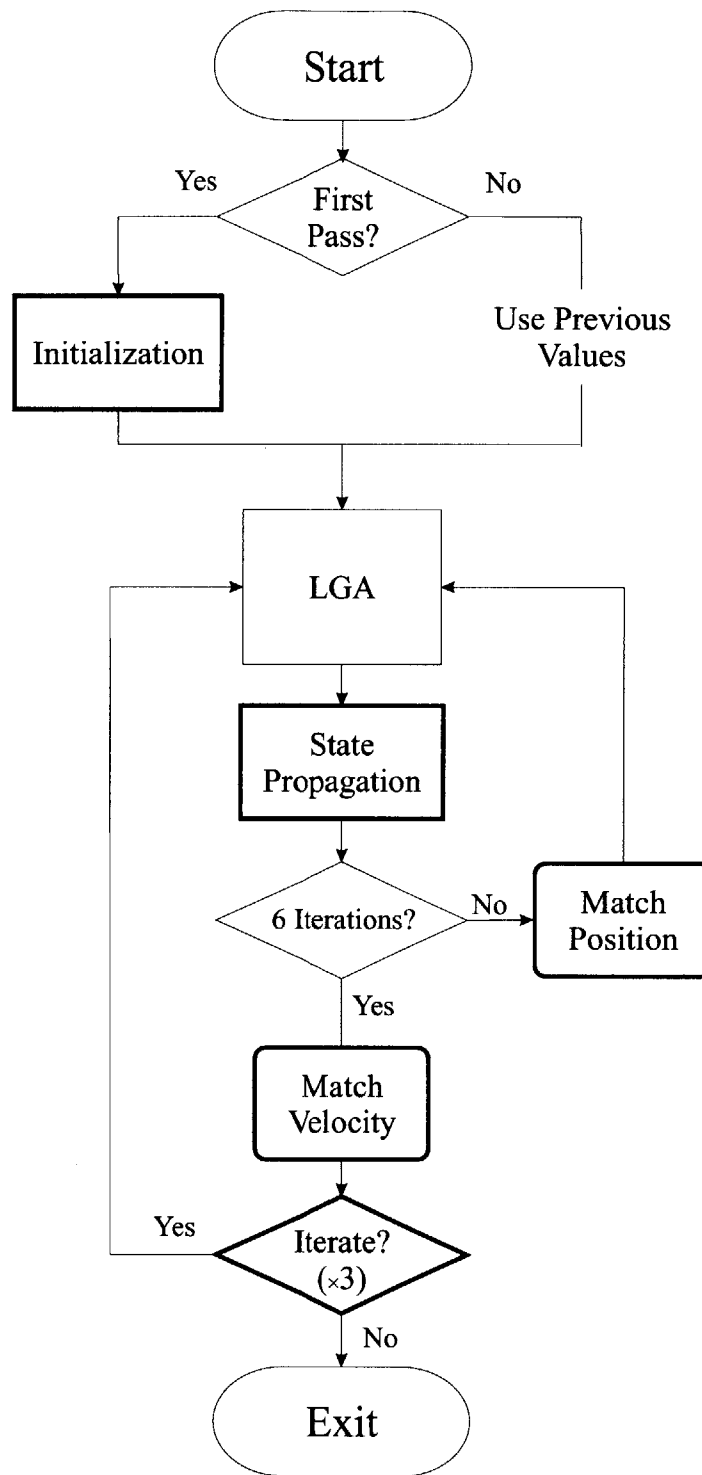 Start
Yes
No
First
Pass?
Initialization
Use Previous
Values
LGA
State
Propagation
6 Iterations?
No
Match
Position
Yes
Match
Velocity
Yes
Iterate?
(×3)
No
Exit